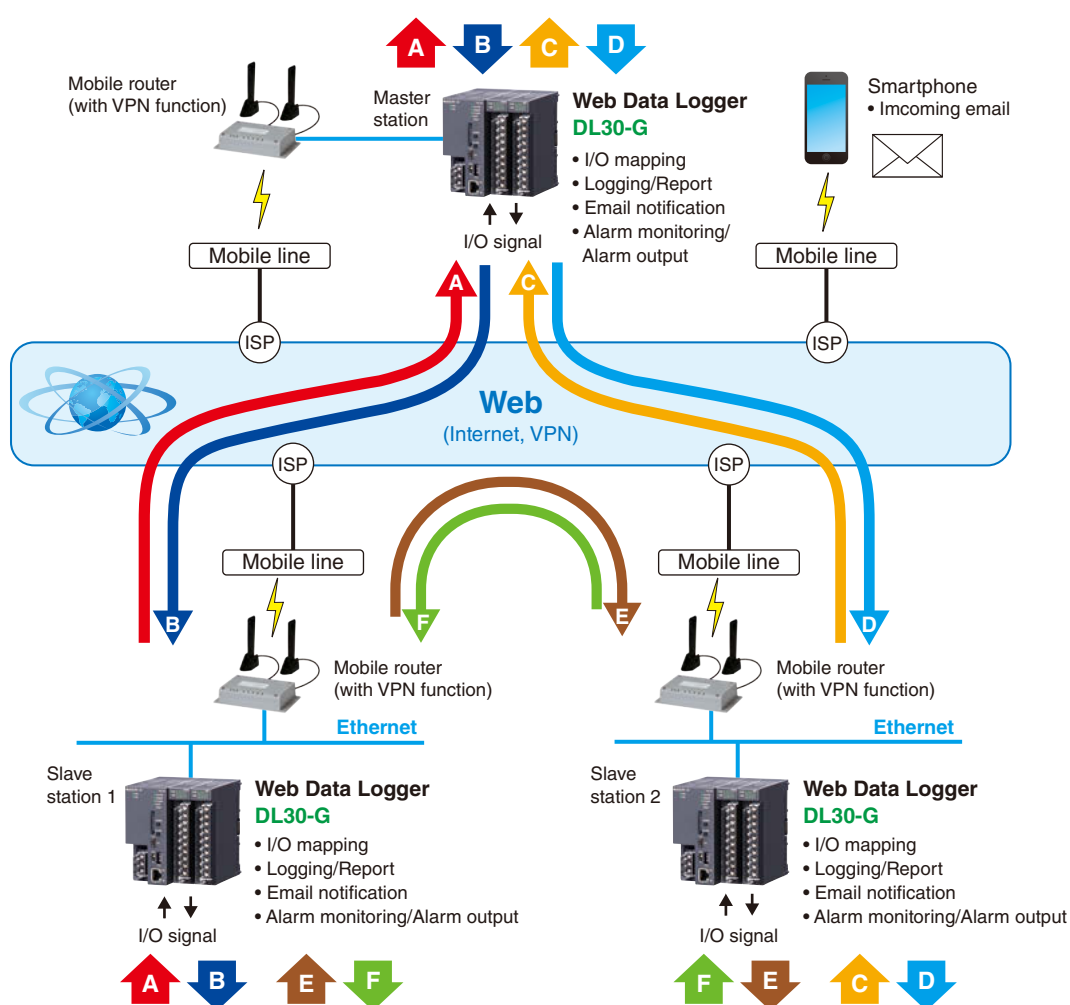 A B C D
Mobile router
(with VPN function)
Master
station
Web Data Logger
DL30-G
• I/O mapping
• Logging/Report
• Email notification
• Alarm monitoring/
Alarm output
I/O signal
Smartphone
• Imcoming email
Mobile line
Mobile line
A
C
ISP
ISP
Web
(Internet, VPN)
ISP
ISP
Mobile line
Mobile line
B
F
E
D
Mobile router
(with VPN function)
Mobile router
(with VPN function)
Ethernet
Ethernet
Slave
station 1
Web Data Logger
DL30-G
• I/O mapping
• Logging/Report
• Email notification
• Alarm monitoring/Alarm output
I/O signal
Slave
station 2
Web Data Logger
DL30-G
• I/O mapping
• Logging/Report
• Email notification
• Alarm monitoring/Alarm output
I/O signal
A B E F
F E C D